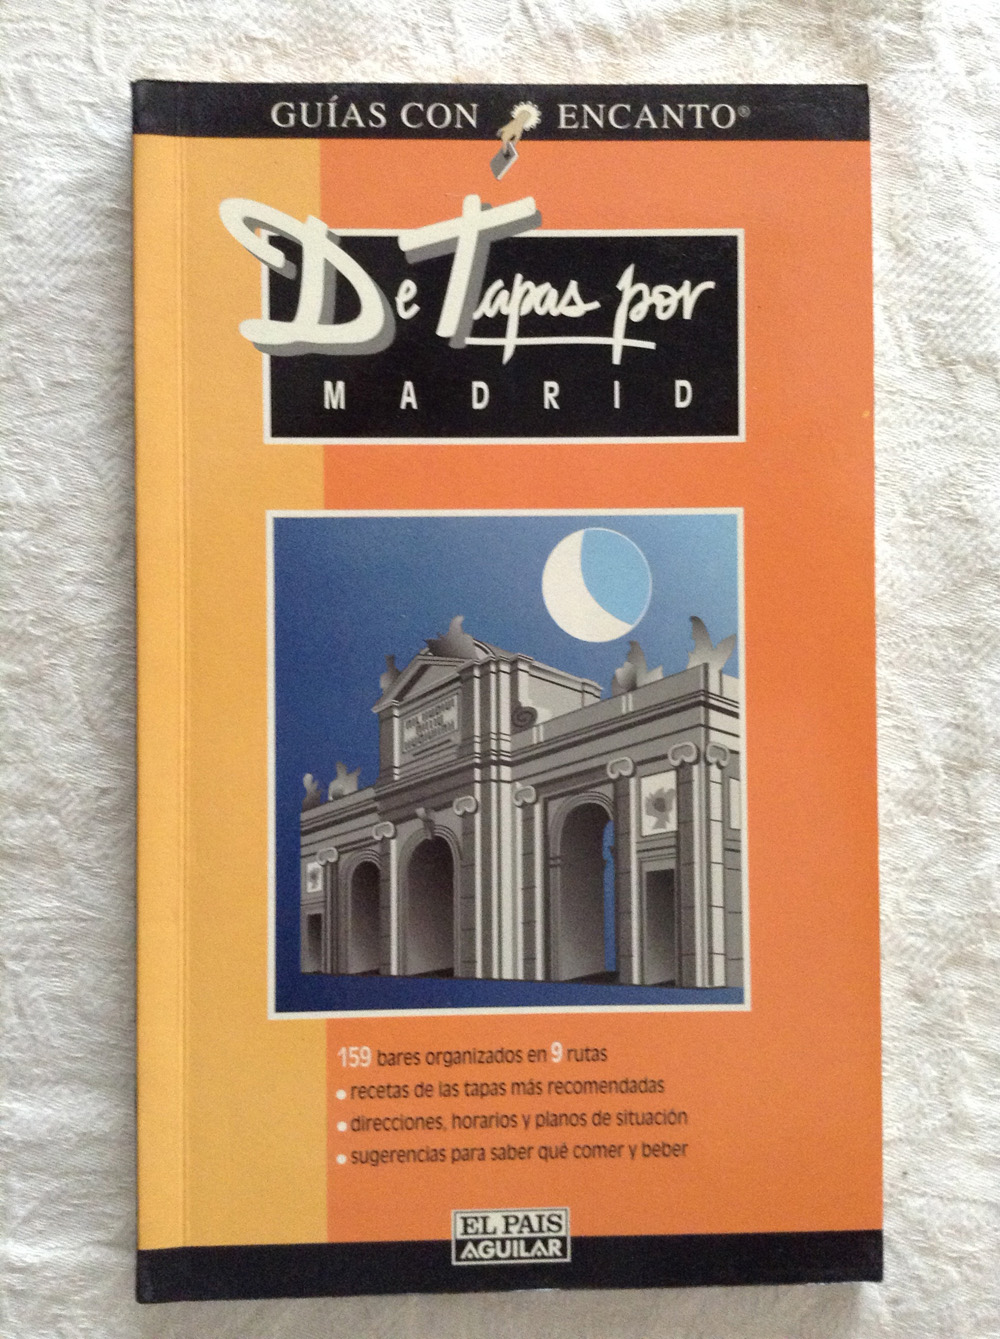 GUÍAS CON ENCANTO®
De Tapas por
MADRID
159 bares organizados en 9 rutas
• recetas de las tapas más recomendadas
• direcciones, horarios y planos de situación
• sugerencias para saber qué comer y beber
EL PAIS
AGUILAR